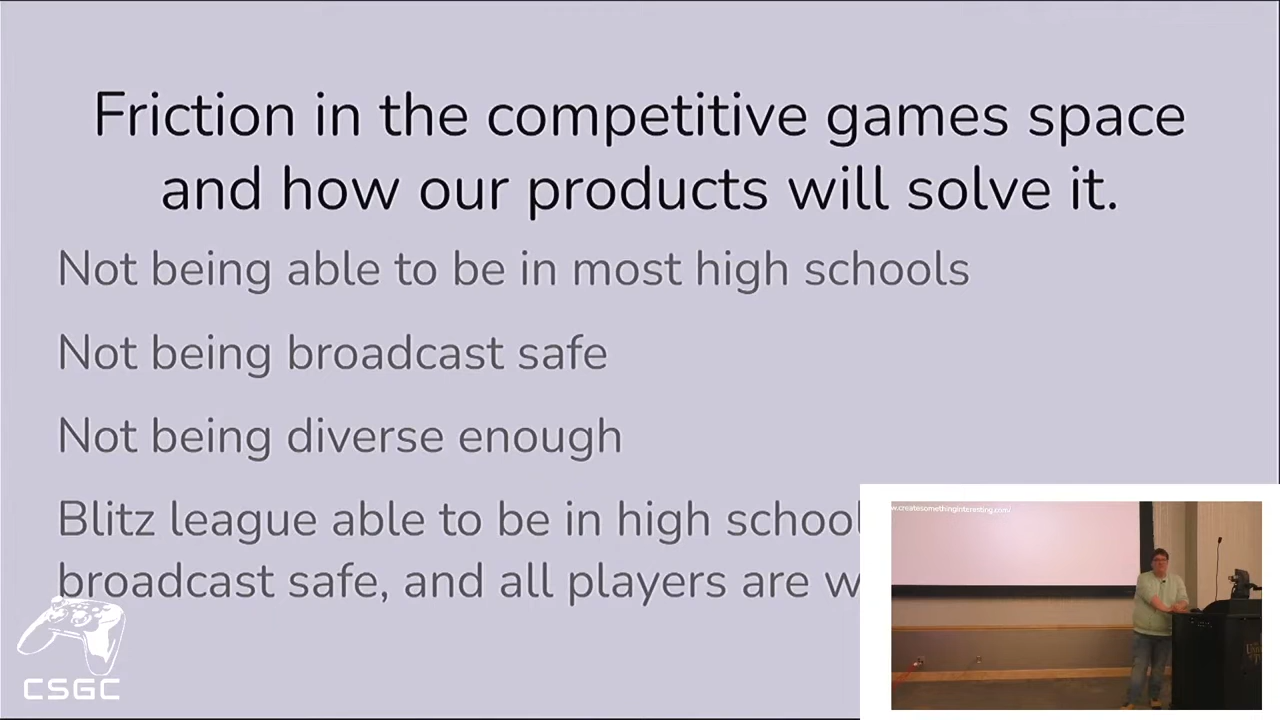 Friction in the competitive games space
and how our products will solve it.
Not being able to be in most high schools
Not being broadcast safe
Not being diverse enough
Blitz league able to be in high school
broadcast safe, and all players are w
CSGC
w.createsomethinginteresting.com/